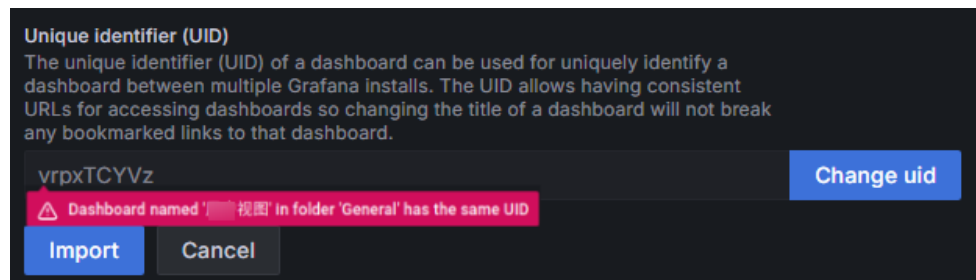 Unique identifier (UID)
The unique identifier (UID) of a dashboard can be used for uniquely identify a
dashboard between multiple Grafana installs. The UID allows having consistent
URLs for accessing dashboards so changing the title of a dashboard will not break
any bookmarked links to that dashboard.
vrpxTCYVz
Change uid
Dashboard named '视图' in folder 'General' has the same UID
Import
Cancel